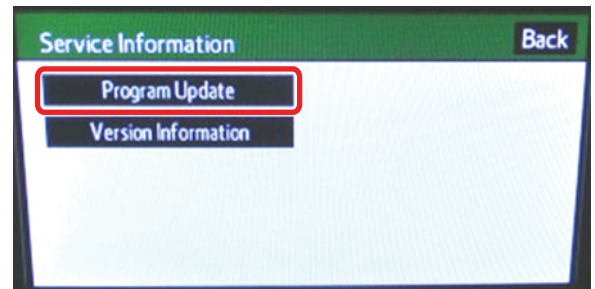 Service Information
Back
Program Update
Version Information